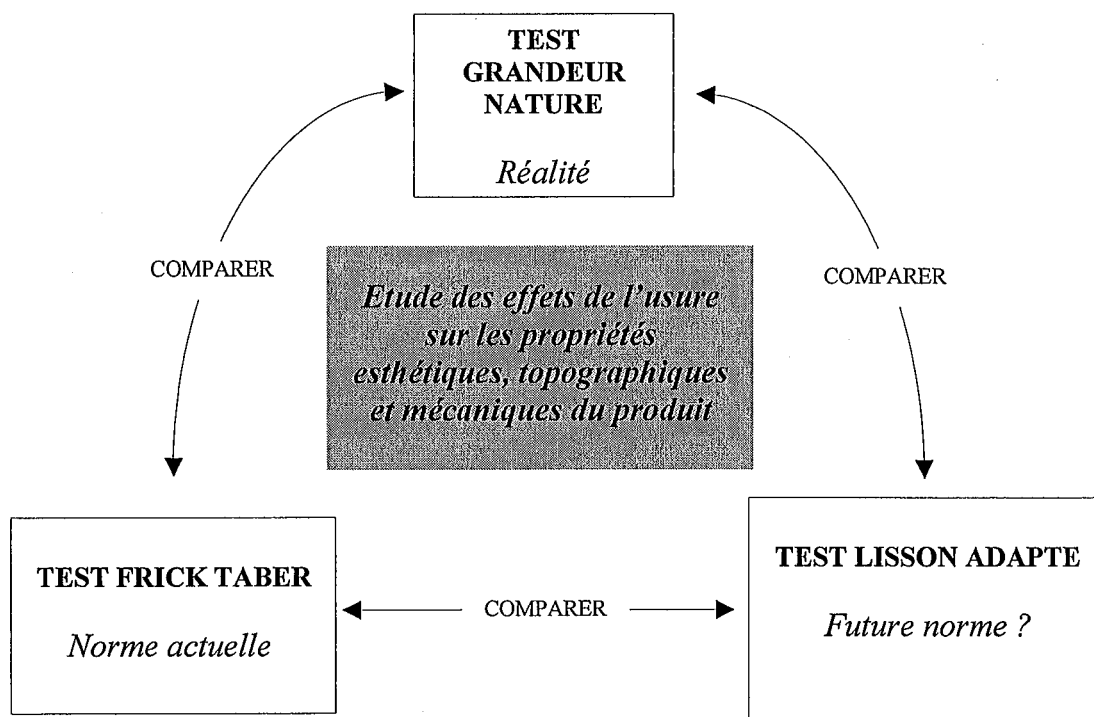 TEST
GRANDEUR
NATURE
Réalité
COMPARER
COMPARER
Etude des effets de l'usure
sur les propriétés
esthétiques, topographiques
et mécaniques du produit
TEST FRICK TABER
Norme actuelle
COMPARER
TEST LISSON ADAPTE
Future norme ?